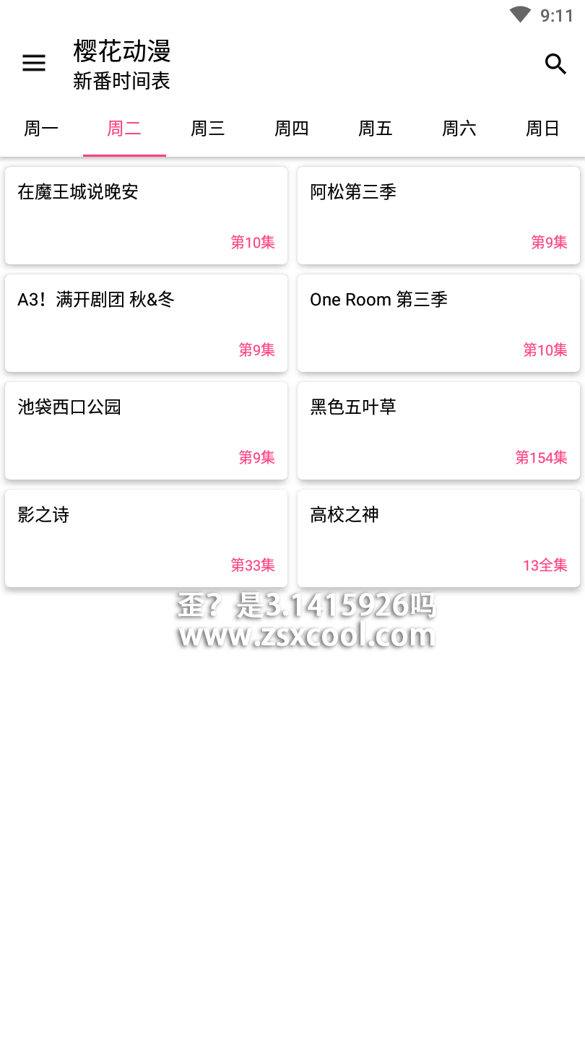 9:11
樱花动漫
新番时间表
周一 周二 周三 周四 周五 周六 周日
在魔王城说晚安
第10集
阿松第三季
第9集
A3！满开剧团 秋&冬
第9集
One Room 第三季
第10集
池袋西口公园
第9集
黑色五叶草
第154集
影之诗
第33集
高校之神
13全集
歪？是3.1415926吗
www.zsxcool.com